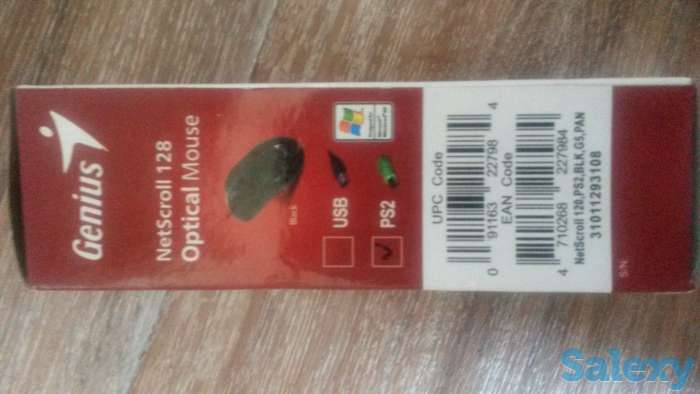 Genius
NetScroll 128
Optical Mouse
Black
USB
PS2
UPC Code
0 91163 22798 4
EAN Code
4 710268 227984
NetScroll 120,PS2,BLK,G5,PAN
31011293108
S/N:
Salexy